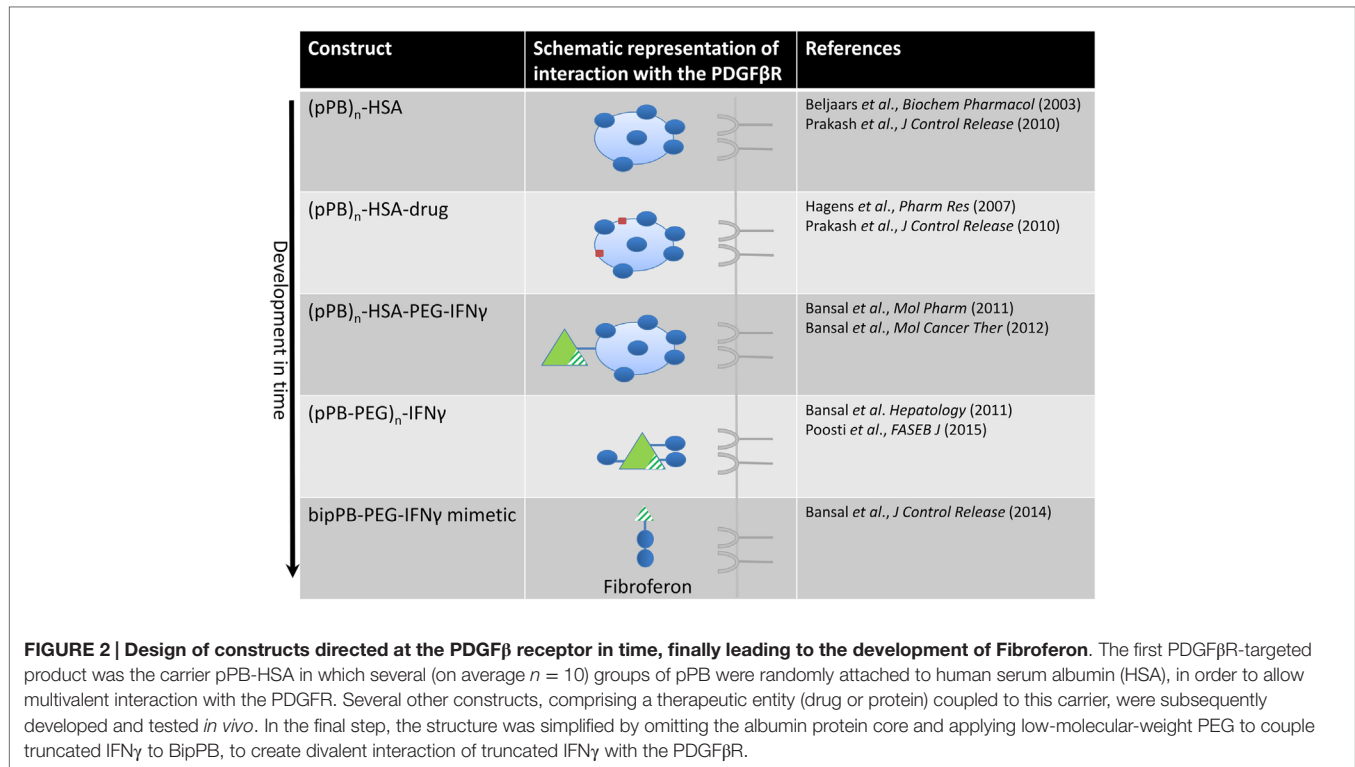 Construct
Schematic representation of
interaction with the PDGFβR
References
Development in time
(pPB)n-HSA
Beljaars et al., Biochem Pharmacol (2003)
Prakash et al., J Control Release (2010)
(pPB)n-HSA-drug
Hagens et al., Pharm Res (2007)
Prakash et al., J Control Release (2010)
(pPB)n-HSA-PEG-IFNγ
Bansal et al., Mol Pharm (2011)
Bansal et al., Mol Cancer Ther (2012)
(pPB-PEG)n-IFNγ
Bansal et al. Hepatology (2011)
Poosti et al., FASEB J (2015)
bipPB-PEG-IFNγ mimetic
Fibroferon
Bansal et al., J Control Release (2014)
FIGURE 2 | Design of constructs directed at the PDGFβ receptor in time, finally leading to the development of Fibroferon. The first PDGFβR-targeted
product was the carrier pPB-HSA in which several (on average n = 10) groups of pPB were randomly attached to human serum albumin (HSA), in order to allow
multivalent interaction with the PDGFR. Several other constructs, comprising a therapeutic entity (drug or protein) coupled to this carrier, were subsequently
developed and tested in vivo. In the final step, the structure was simplified by omitting the albumin protein core and applying low-molecular-weight PEG to couple
truncated IFNγ to BipPB, to create divalent interaction of truncated IFNγ with the PDGFβR.